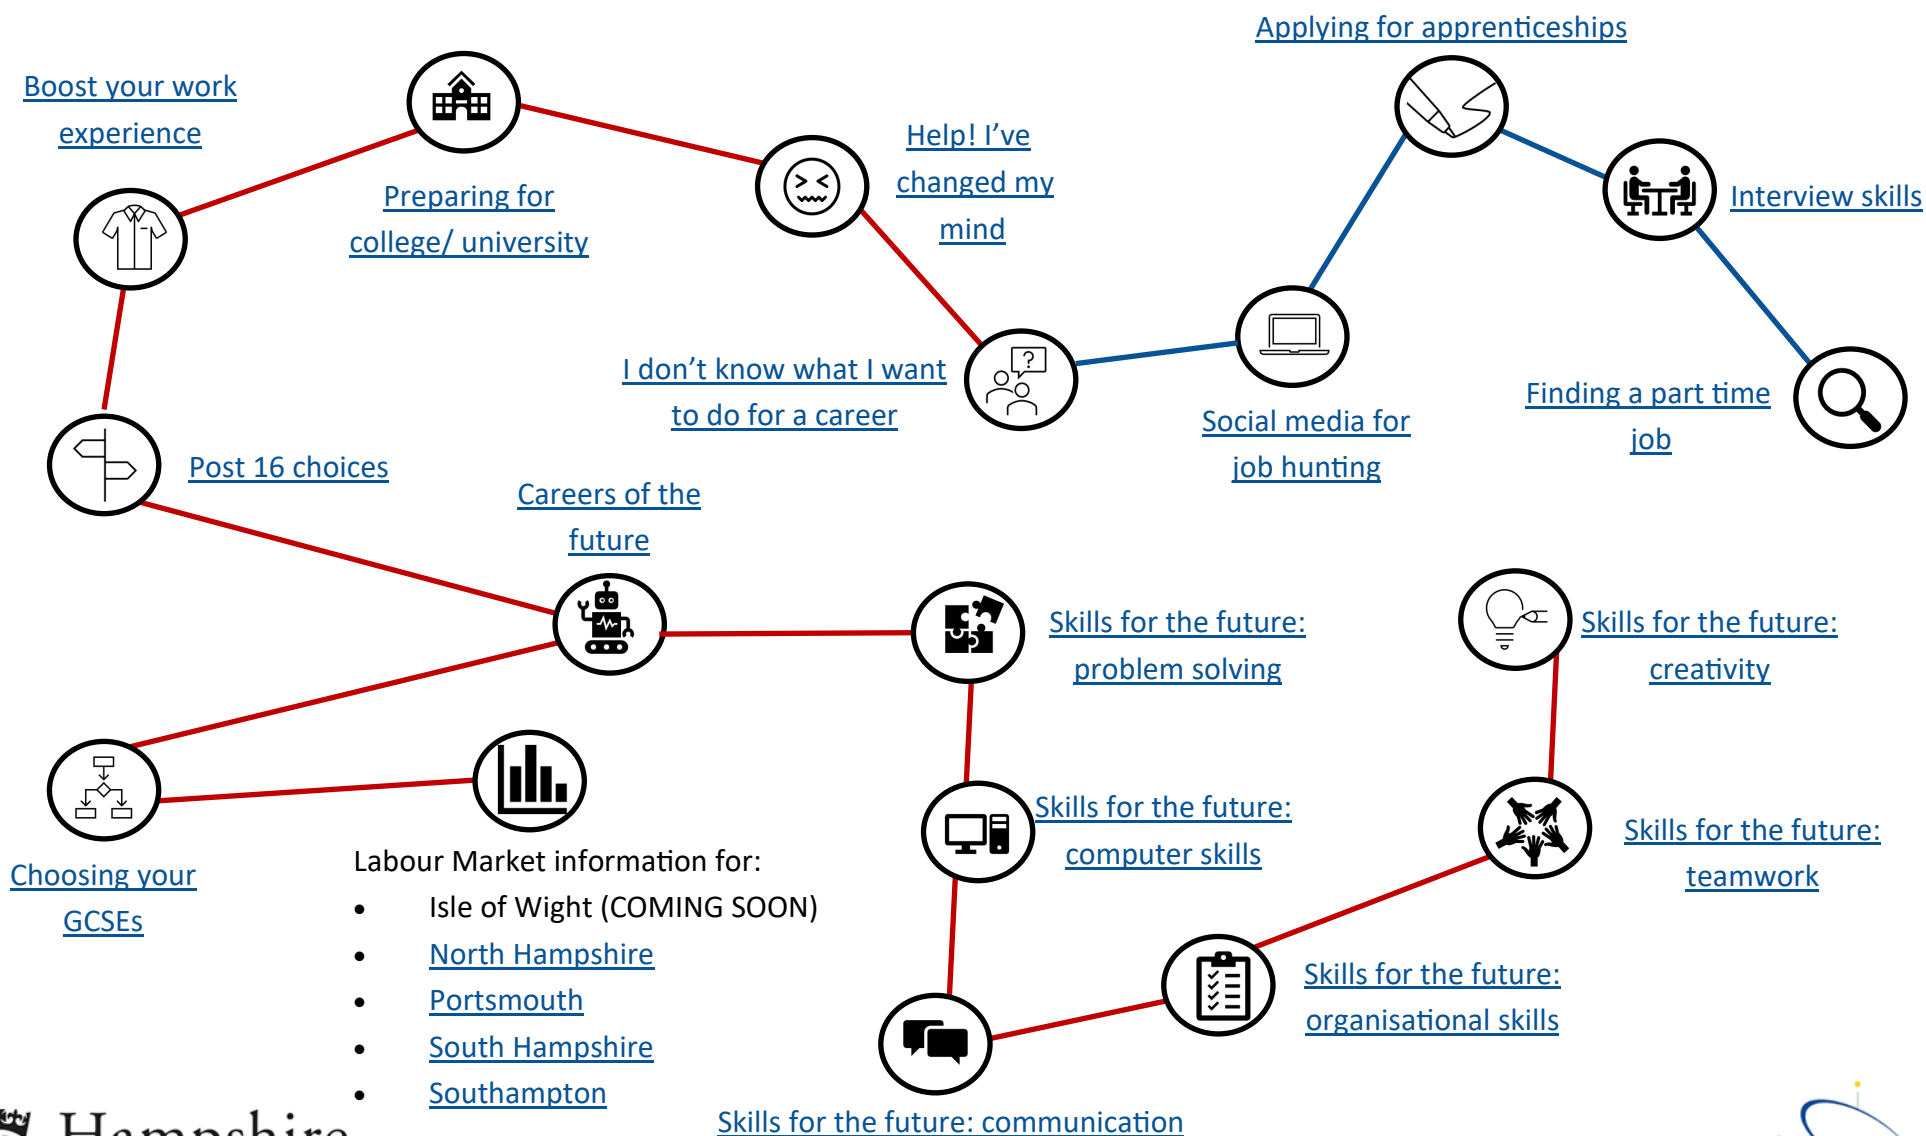 Applying for apprenticeships
Boost your work
experience
Preparing for
college/ university
Help! I've
changed my
mind
Interview skills
I don't know what I want
to do for a career
Social media for
job hunting
Finding a part time
job
Post 16 choices
Careers of the
future
Skills for the future:
problem solving
Skills for the future:
creativity
?
Skills for the future:
computer skills
Skills for the future:
teamwork
Choosing your
GCSEs
Labour Market information for:
• Isle of Wight (COMING SOON)
• North Hampshire
• Portsmouth
• South Hampshire
• Southampton
Skills for the future:
organisational skills
Skills for the future: communication
Hampshire